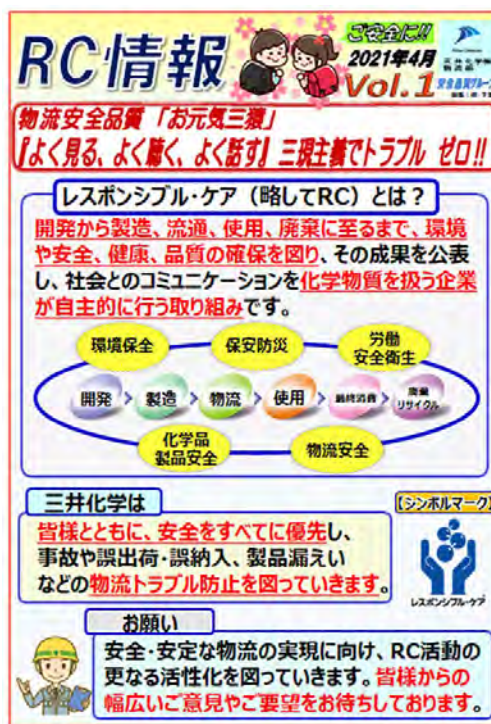 RC情報
ご安全に!!
2021年4月
Vol.1
三井化学㈱
物流部
安全品質グループ
物流安全品質 「お元気三猿」
『よく見る、よく聴く、よく話す』 三現主義でトラブル ゼロ!!
レスポンシブル・ケア（略してRC）とは？
開発から製造、流通、使用、廃棄に至るまで、環境
や安全、健康、品質の確保を図り、その成果を公表
し、社会とのコミュニケーションを化学物質を扱う企業
が自主的に行う取り組みです。
環境保全
保安防災
労働
安全衛生
開発
製造
物流
使用
最終消費
廃棄
リサイクル
化学品
製品安全
物流安全
三井化学は
【シンボルマーク】
皆様とともに、安全をすべてに優先し、
事故や誤出荷・誤納入、製品漏えい
などの物流トラブル防止を図っていきます。
レスポンシブル・ケア
お願い
安全・安定な物流の実現に向け、RC活動の
更なる活性化を図っていきます。皆様からの
幅広いご意見やご要望をお待ちしております。